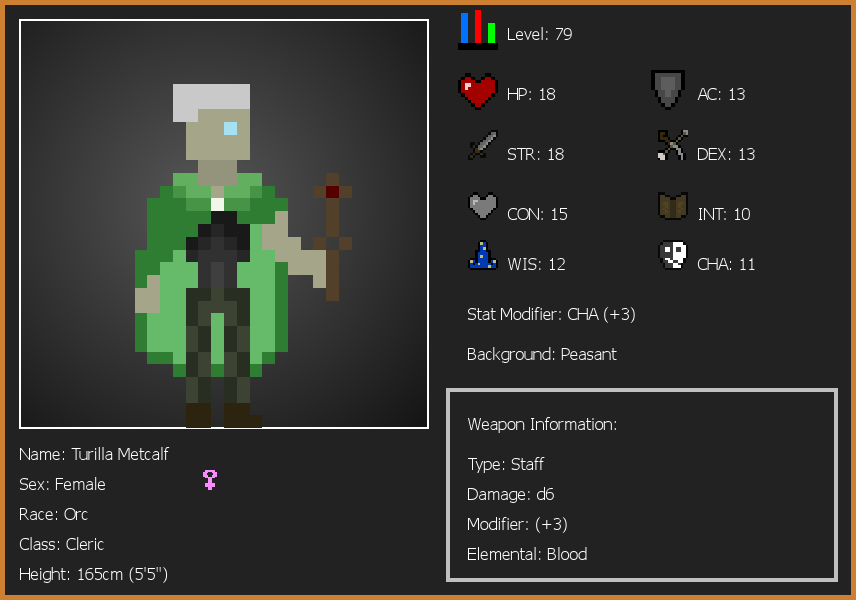 Level: 79
HP: 18
AC: 13
STR: 18
DEX: 13
CON: 15
INT: 10
WIS: 12
CHA: 11
Stat Modifier: CHA (+3)
Background: Peasant
Weapon Information:
Type: Staff
Damage: d6
Modifier: (+3)
Elemental: Blood
Name: Turilla Metcalf
Sex: Female
Race: Orc
Class: Cleric
Height: 165cm (5'5")